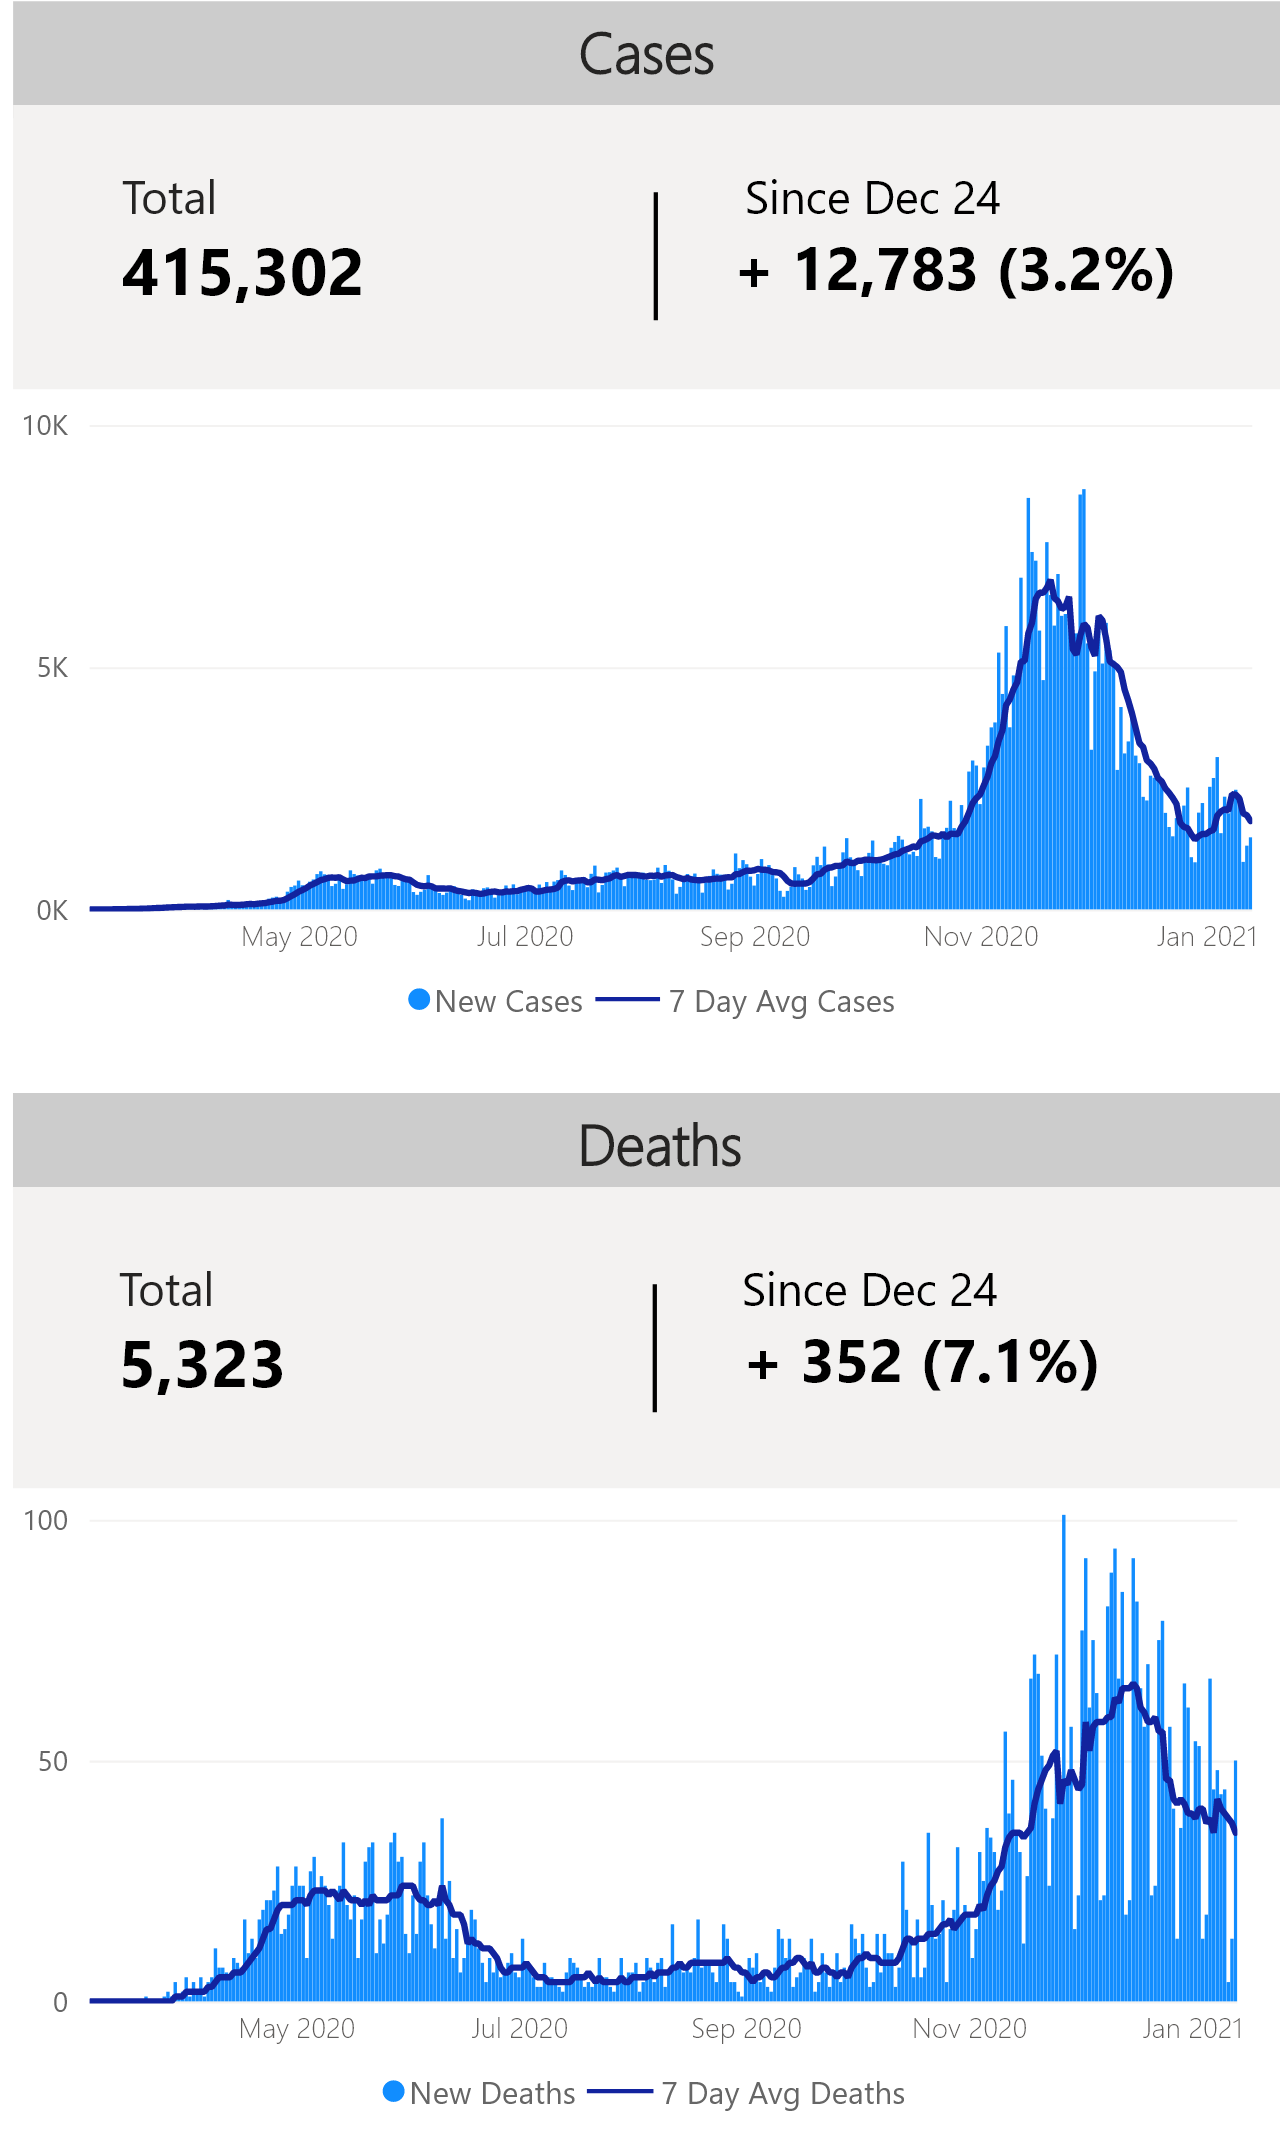 Cases
Total
415,302
Since Dec 24
+ 12,783 (3.2%)
10K
5K
0K
May 2020 Jul 2020 Sep 2020 Nov 2020 Jan 2021
New Cases 7 Day Avg Cases
Deaths
Total
5,323
Since Dec 24
+ 352 (7.1%)
100
50
0
May 2020 Jul 2020 Sep 2020 Nov 2020 Jan 2021
New Deaths 7 Day Avg Deaths